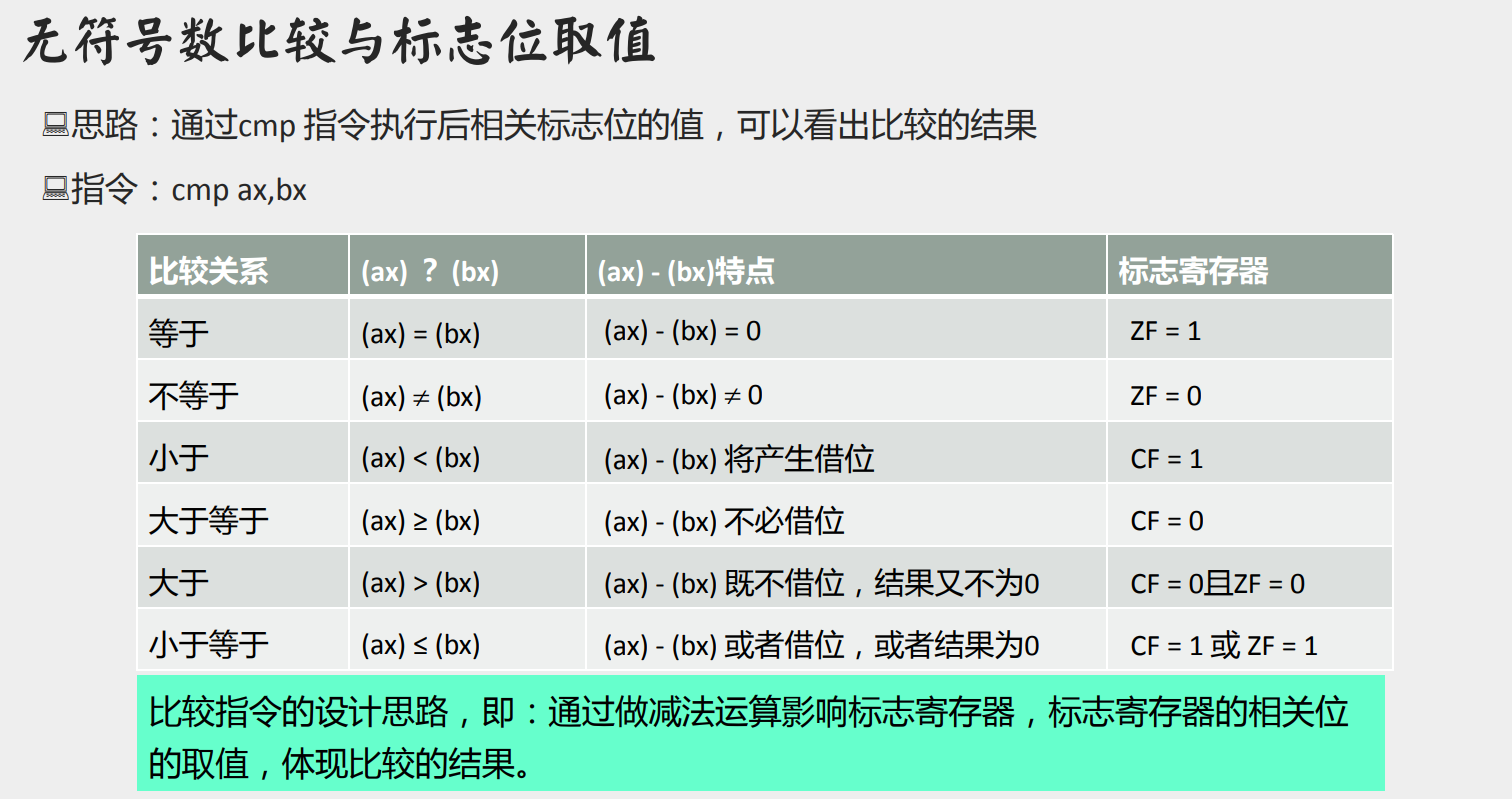 无符号数比较与标志位取值
思路：通过cmp 指令执行后相关标志位的值，可以看出比较的结果
指令：cmp ax,bx
比较关系 (ax) ？ (bx) (ax) - (bx)特点 标志寄存器
等于 (ax) = (bx) (ax) - (bx) = 0 ZF = 1
不等于 (ax) ≠ (bx) (ax) - (bx) ≠ 0 ZF = 0
小于 (ax) < (bx) (ax) - (bx) 将产生借位 CF = 1
大于等于 (ax) ≥ (bx) (ax) - (bx) 不必借位 CF = 0
大于 (ax) > (bx) (ax) - (bx) 既不借位，结果又不为0 CF = 0且ZF = 0
小于等于 (ax) ≤ (bx) (ax) - (bx) 或者借位，或者结果为0 CF = 1 或 ZF = 1
比较指令的设计思路，即：通过做减法运算影响标志寄存器，标志寄存器的相关位
的取值，体现比较的结果。